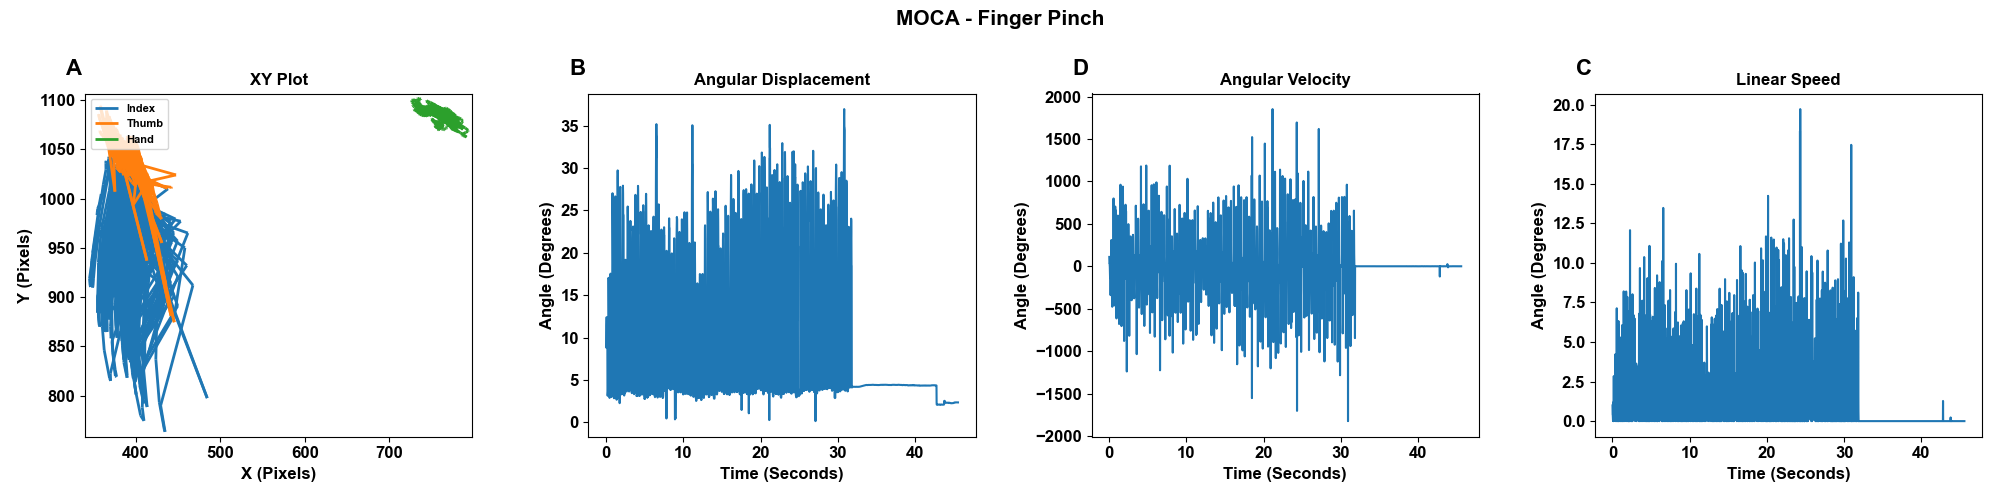 MOCA - Finger Pinch
A
XY Plot
Index
Thumb
Hand
1100
1050
1000
950
900
850
800
Y (Pixels)
400
500
600
700
X (Pixels)
B
Angular Displacement
35
30
25
20
15
10
5
0
Angle (Degrees)
0
10
20
30
40
Time (Seconds)
D
Angular Velocity
2000
1500
1000
500
0
−500
−1000
−1500
−2000
Angle (Degrees)
0
10
20
30
40
Time (Seconds)
C
Linear Speed
20.0
17.5
15.0
12.5
10.0
7.5
5.0
2.5
0.0
Angle (Degrees)
0
10
20
30
40
Time (Seconds)